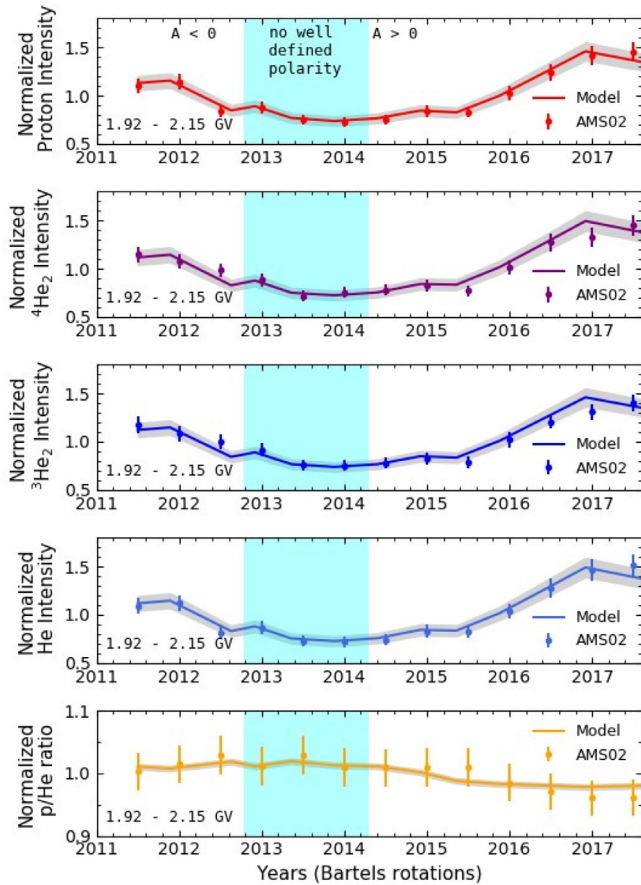 A < 0
no well
defined
polarity
A > 0
Normalized
Proton Intensity
1.5
1.0
0.5
1.92 - 2.15 GV
Model
AMS02
2011 2012 2013 2014 2015 2016 2017
Normalized
⁴He₂ Intensity
1.5
1.0
0.5
1.92 - 2.15 GV
Model
AMS02
2011 2012 2013 2014 2015 2016 2017
Normalized
³He₂ Intensity
1.5
1.0
0.5
1.92 - 2.15 GV
Model
AMS02
2011 2012 2013 2014 2015 2016 2017
Normalized
He Intensity
1.5
1.0
0.5
1.92 - 2.15 GV
Model
AMS02
2011 2012 2013 2014 2015 2016 2017
Normalized
p/He ratio
1.1
1.0
0.9
1.92 - 2.15 GV
Model
AMS02
2011 2012 2013 2014 2015 2016 2017
Years (Bartels rotations)